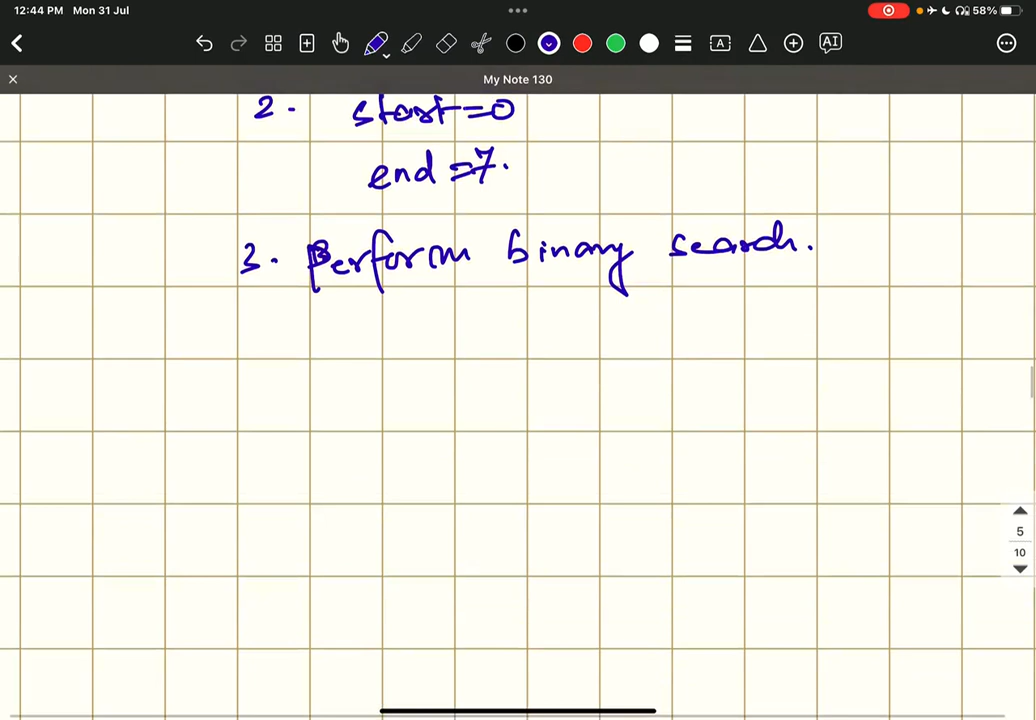 12:44 PM Mon 31 Jul
58%
A
AI
My Note 130
2. start=0
end=7.
3. Perform binary search.
5
10